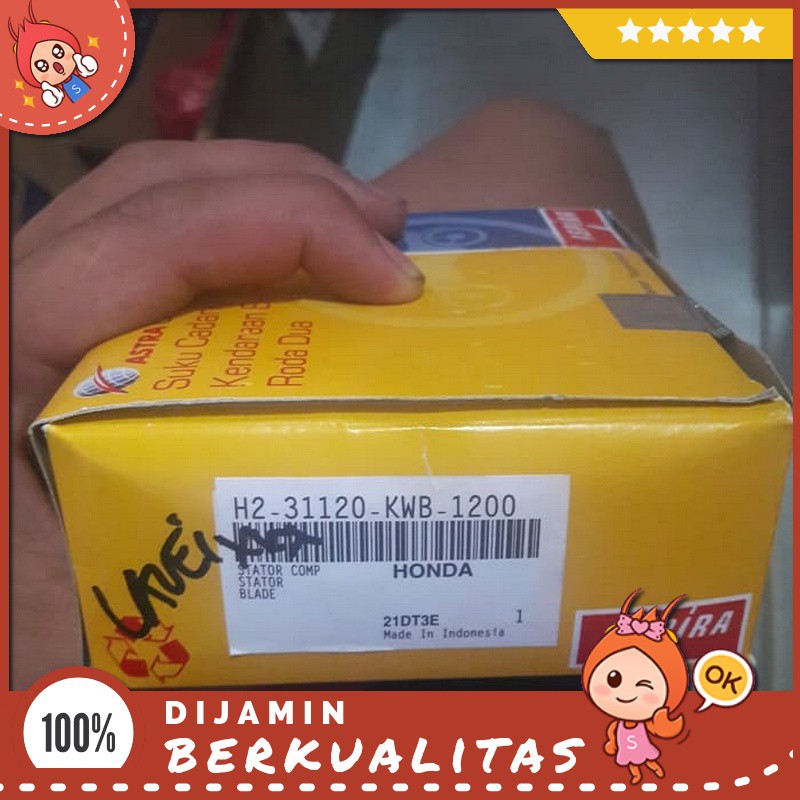 S
ASPIRA
ASTRA
Suku Cadang
Kendaraan B
Roda Dua
H2-31120-KWB-1200
STATOR COMP
STATOR
BLADE
HONDA
21DT3E
1
Made In Indonesia
OK
S
100%
DIJAMIN
BERKUALITAS